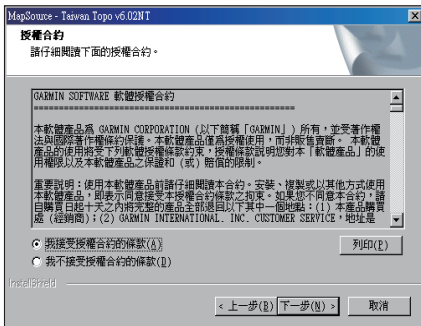 MapSource - Taiwan Topo v6.02NT
授權合約
請仔細閱讀下面的授權合約。
GARMIN SOFTWARE 軟體授權合約
==================================================
本軟體產品為 GARMIN CORPORATION (以下簡稱「GARMIN」) 所有，並受著作權
法與國際著作權條約保護。本軟體產品僅爲授權使用，而非販售賣斷。 本軟體
產品的使用將受下列軟體授權條款約束，授權條款說明您對本「軟體產品」的使
用權限以及本軟體產品之保證和 (或) 賠償的限制。
重要說明：使用本軟體產品前請仔細閱讀本合約。安裝、複製或以其他方式使用
本軟體產品，即表示同意接受本授權合約條款之拘束。如果您不同意本合約，請
自購買日起十天之內將完整的產品全部退回以下其中一個地點：(1) 本產品購買
處 (經銷商)；(2) GARMIN INTERNATIONAL. INC. CUSTOMER SERVICE，地址是
我接受授權合約的條款(A)
列印(P)
我不接受授權合約的條款(D)
InstallShield
< 上一步(B)
下一步(N) >
取消